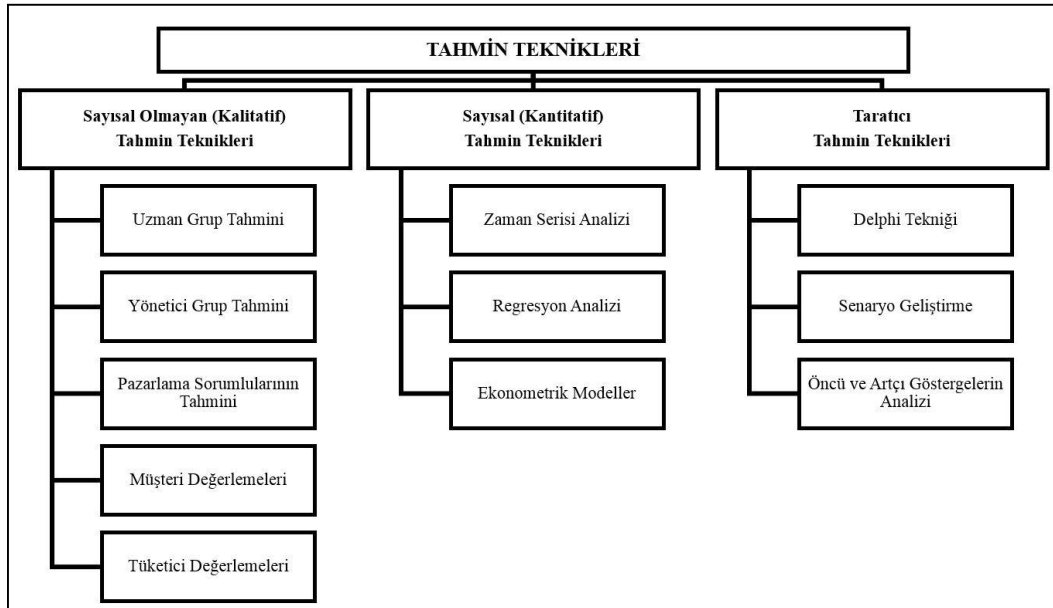 TAHMİN TEKNİKLERİ
Sayısal Olmayan (Kalitatif)
Tahmin Teknikleri
Uzman Grup Tahmini
Yönetici Grup Tahmini
Pazarlama Sorumlularının
Tahmini
Müşteri Değerlemeleri
Tüketici Değerlemeleri
Sayısal (Kantitatif)
Tahmin Teknikleri
Zaman Serisi Analizi
Regresyon Analizi
Ekonometrik Modeller
Taratıcı
Tahmin Teknikleri
Delphi Tekniği
Senaryo Geliştirme
Öncü ve Artçı Göstergelerin
Analizi